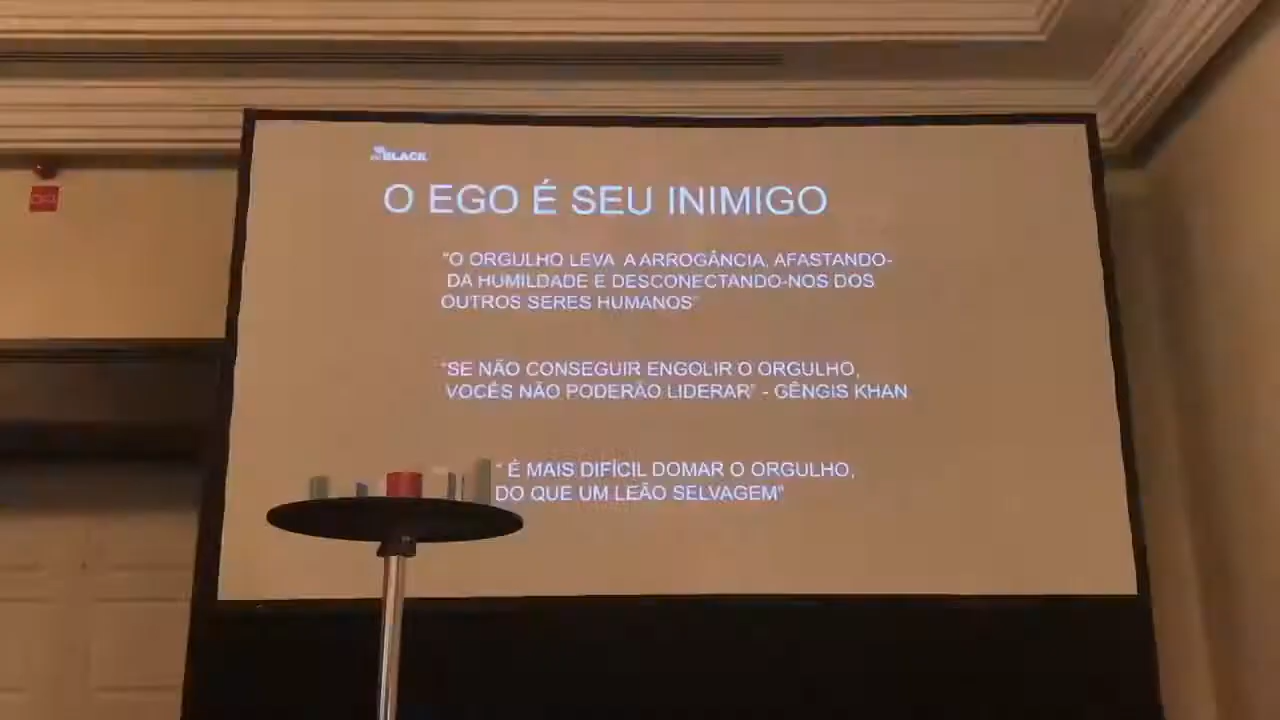 BLACK
O EGO É SEU INIMIGO
"O ORGULHO LEVA A ARROGÂNCIA, AFASTANDO-
DA HUMILDADE E DESCONECTANDO-NOS DOS
OUTROS SERES HUMANOS"
"SE NÃO CONSEGUIR ENGOLIR O ORGULHO,
VOCÊS NÃO PODERÃO LIDERAR" - GÊNGIS KHAN
" É MAIS DIFÍCIL DOMAR O ORGULHO,
DO QUE UM LEÃO SELVAGEM"